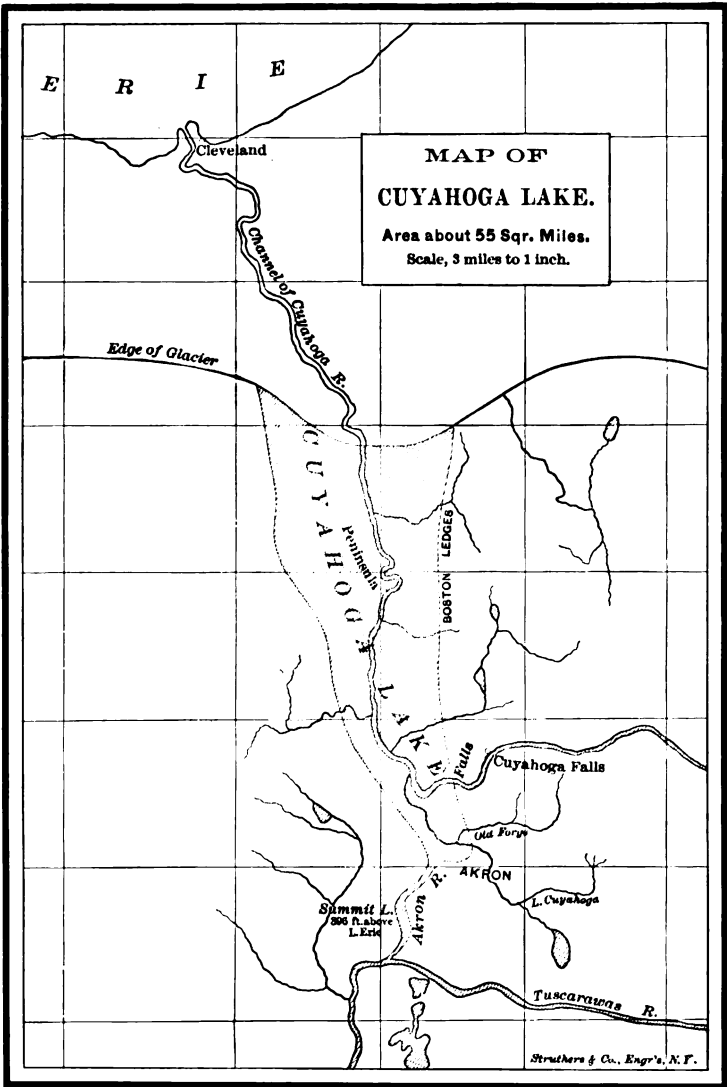 E R I E
Cleveland
MAP OF
CUYAHOGA LAKE.
Area about 55 Sqr. Miles.
Scale, 3 miles to 1 inch.
Channel of Cuyahoga R.
Edge of Glacier
CUYAHOGA LAKE
Peninsula
BOSTON LEDGES
Falls
Cuyahoga Falls
Old Forge
AKRON
L. Cuyahoga
Summit L.
395 ft. above
L. Erie
Akron R.
Tuscarawas R.
Struthers & Co., Engr's, N.Y.